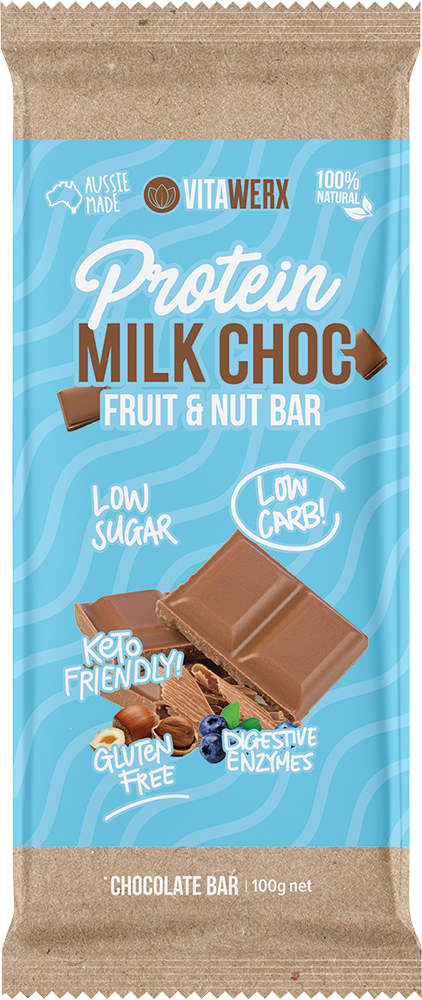 AUSSIE
MADE
VITAWERX
100%
NATURAL
Protein
MILK CHOC
FRUIT & NUT BAR
LOW
SUGAR
LOW
CARB!
KETO
FRIENDLY!
GLUTEN
FREE
DIGESTIVE
ENZYMES
*CHOCOLATE BAR | 100g net